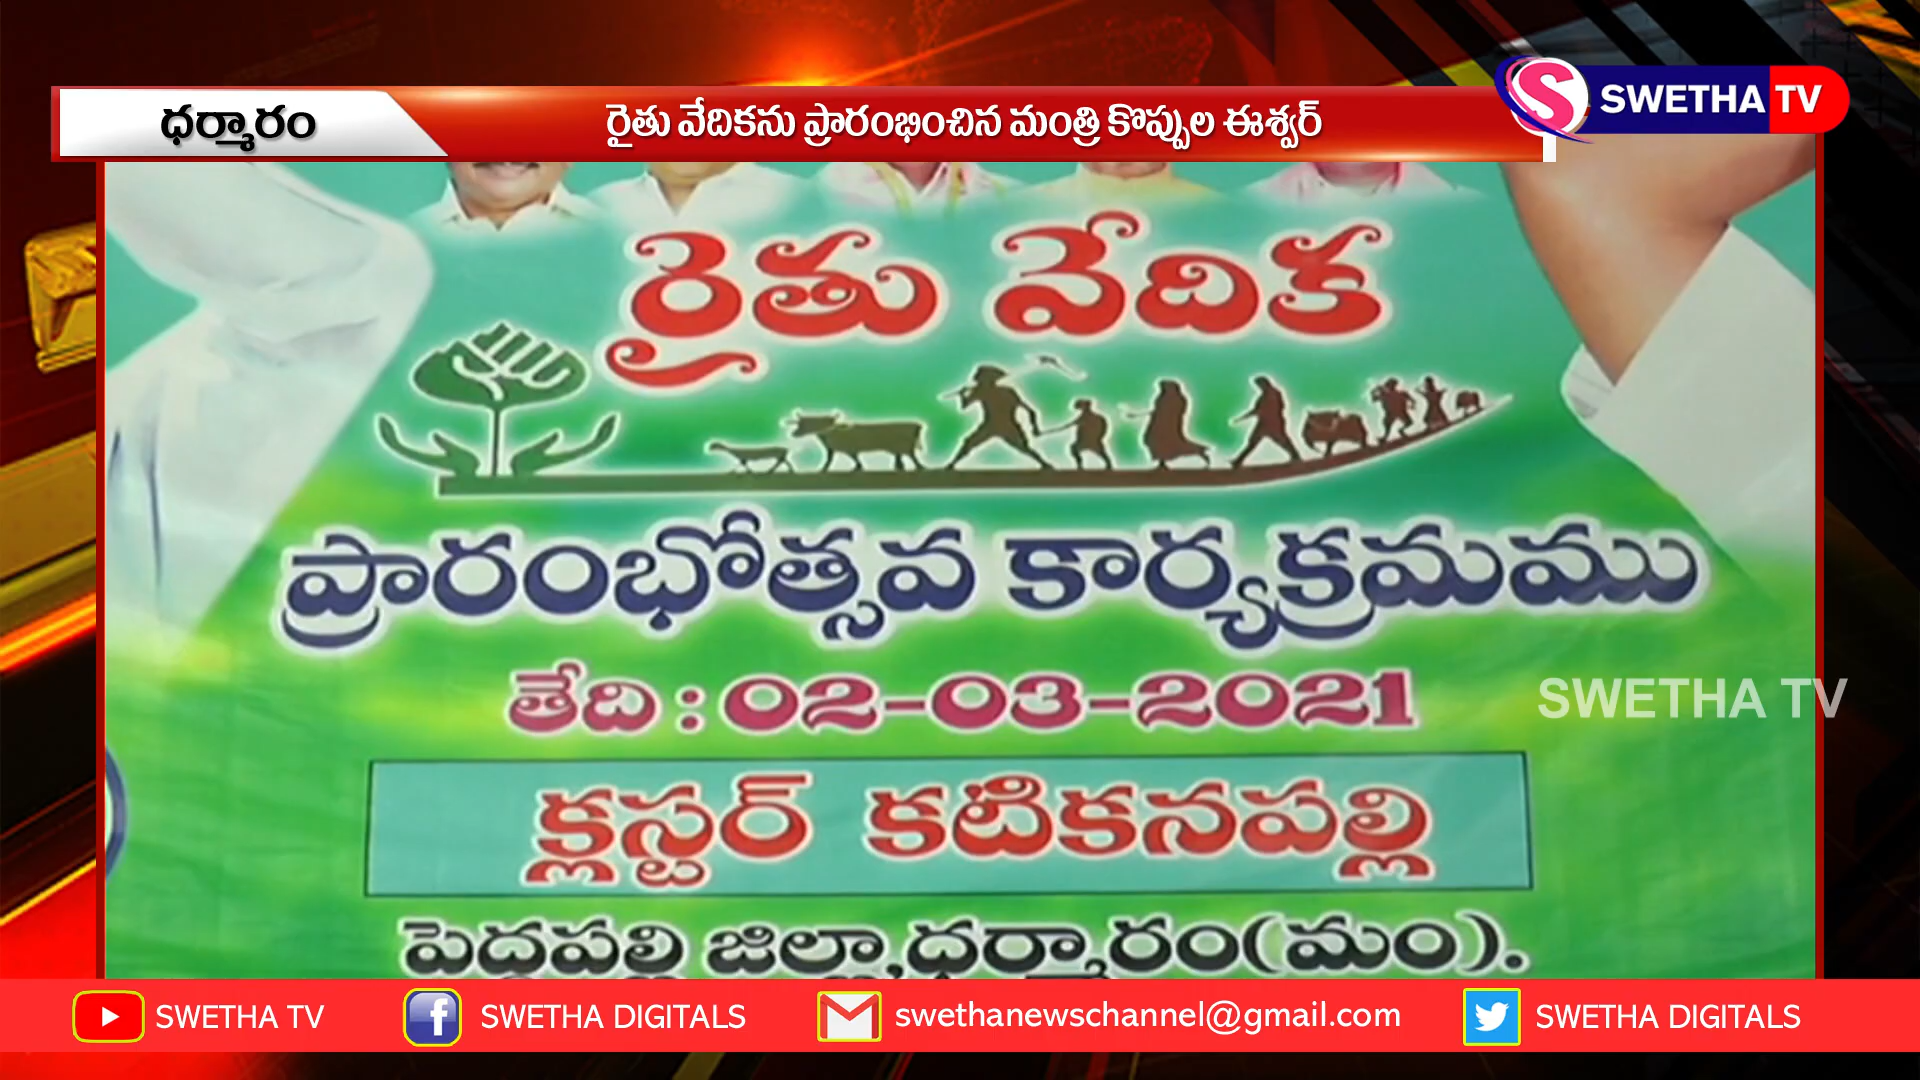 ధర్మారం
రైతు వేదికను ప్రారంభించిన మంత్రి కొప్పుల ఈశ్వర్
S SWETHA TV
రైతు వేదిక
ప్రారంభోత్సవ కార్యక్రమము
తేది : 02-03-2021
SWETHA TV
క్లస్టర్ కటికనపల్లి
పెద్దపల్లి జిల్లా,ధర్మారం(మం).
SWETHA TV
SWETHA DIGITALS
swethanewschannel@gmail.com
SWETHA DIGITALS